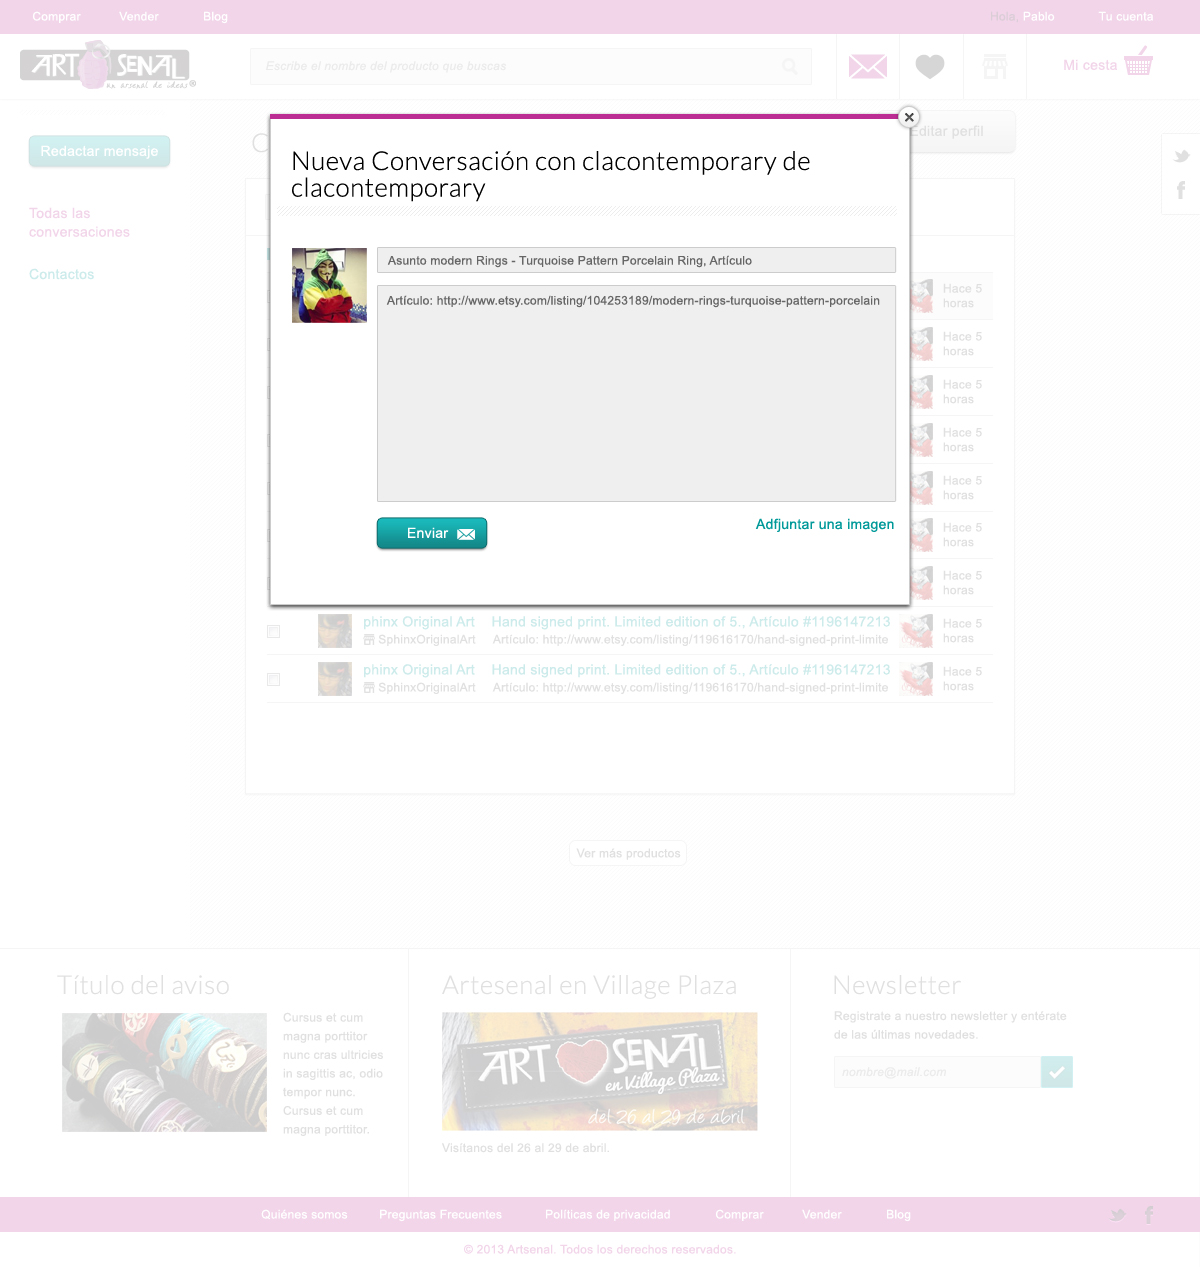 Comprar Vender Blog Hola, Pablo Tu cuenta
ART SENAL
un arsenal de ideas®
Escribe el nombre del producto que buscas
Mi cesta
Redactar mensaje
Editar perfil
Todas las
conversaciones
Contactos
Nueva Conversación con clacontemporary de
clacontemporary
Asunto modern Rings - Turquoise Pattern Porcelain Ring, Artículo
Artículo: http://www.etsy.com/listing/104253189/modern-rings-turquoise-pattern-porcelain
Enviar
Adfjuntar una imagen
Hace 5
horas
Hace 5
horas
Hace 5
horas
Hace 5
horas
Hace 5
horas
Hace 5
horas
Hace 5
horas
phinx Original Art Hand signed print. Limited edition of 5., Artículo #1196147213 Hace 5
SphinxOriginalArt Artículo: http://www.etsy.com/listing/119616170/hand-signed-print-limite horas
phinx Original Art Hand signed print. Limited edition of 5., Artículo #1196147213 Hace 5
SphinxOriginalArt Artículo: http://www.etsy.com/listing/119616170/hand-signed-print-limite horas
Ver más productos
Título del aviso
Cursus et cum
magna porttitor
nunc cras ultricies
in sagittis ac, odio
tempor nunc.
Cursus et cum
magna porttitor.
Artesenal en Village Plaza
ART SENAL
en Village Plaza
del 26 al 29 de abril
Visítanos del 26 al 29 de abril.
Newsletter
Registrate a nuestro newsletter y entérate
de las últimas novedades.
nombre@mail.com
Quiénes somos Preguntas Frecuentes Políticas de privacidad Comprar Vender Blog
© 2013 Artsenal. Todos los derechos reservados.